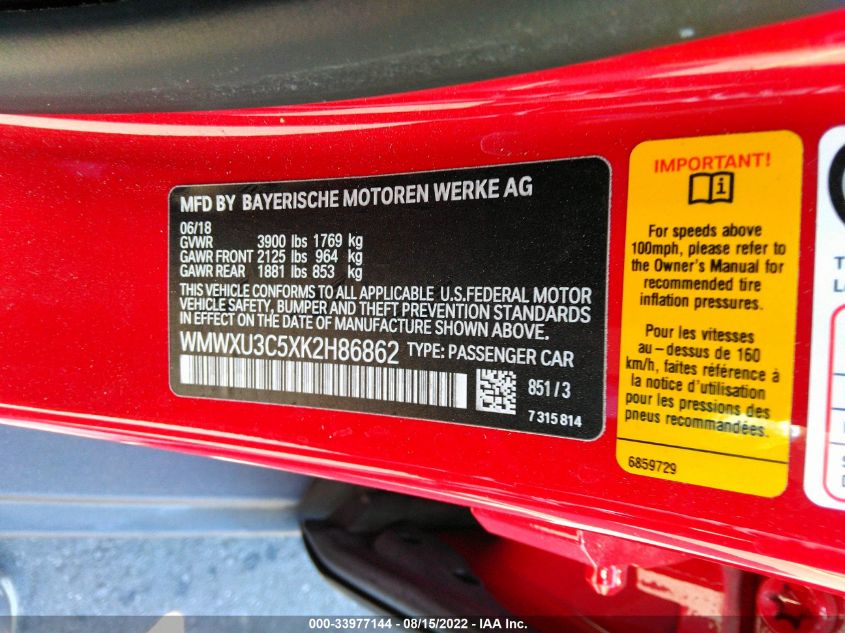 MFD BY BAYERISCHE MOTOREN WERKE AG
06/18
GVWR 3900 lbs 1769 kg
GAWR FRONT 2125 lbs 964 kg
GAWR REAR 1881 lbs 853 kg
THIS VEHICLE CONFORMS TO ALL APPLICABLE U.S.FEDERAL MOTOR
VEHICLE SAFETY, BUMPER AND THEFT PREVENTION STANDARDS
IN EFFECT ON THE DATE OF MANUFACTURE SHOWN ABOVE.
WMWXU3C5XK2H86862 TYPE: PASSENGER CAR
851/3
7 315 814
IMPORTANT!
For speeds above
100mph, please refer to
the Owner's Manual for
recommended tire
inflation pressures.
Pour les vitesses
au-dessus de 160
km/h, faites référence à
la notice d'utilisation
pour les pressions des
pneus recommandées.
6859729
000-33977144 - 08/15/2022 - IAA Inc.